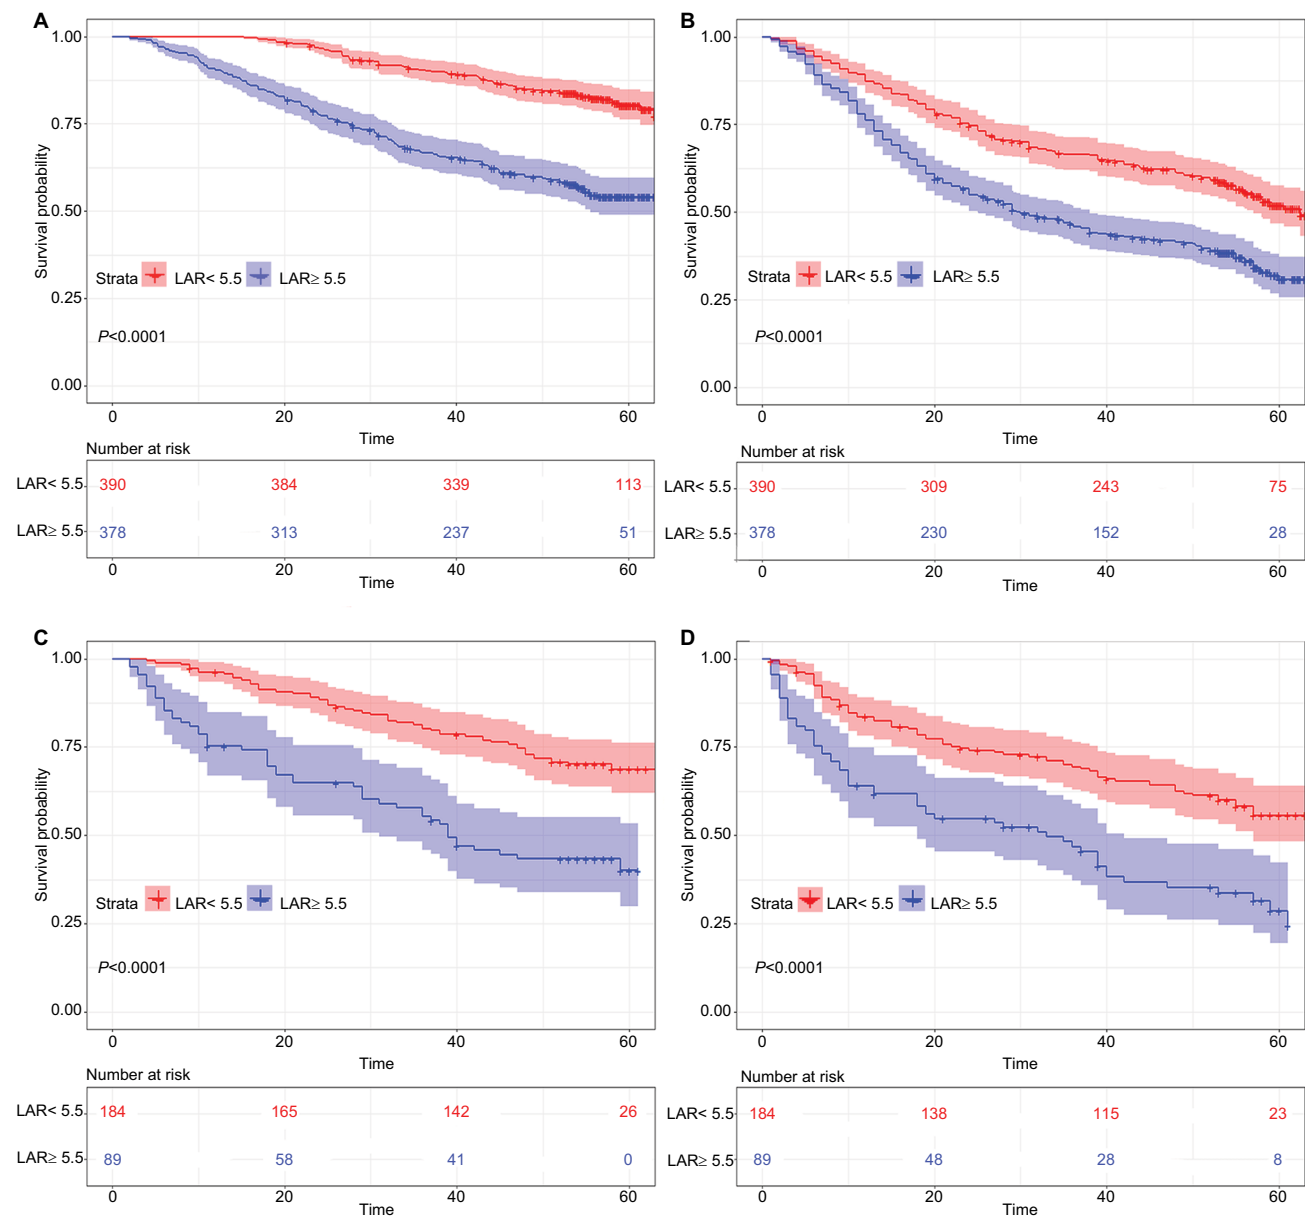 A
Survival probability
1.00
0.75
0.50
0.25
0.00
Strata LAR< 5.5 LAR≥ 5.5
P<0.0001
0 20 40 60
Time
Number at risk
LAR< 5.5 390 384 339 113
LAR≥ 5.5 378 313 237 51
0 20 40 60
Time
B
Survival probability
1.00
0.75
0.50
0.25
0.00
Strata LAR< 5.5 LAR≥ 5.5
P<0.0001
0 20 40 60
Time
Number at risk
LAR< 5.5 390 309 243 75
LAR≥ 5.5 378 230 152 28
0 20 40 60
Time
C
Survival probability
1.00
0.75
0.50
0.25
0.00
Strata LAR< 5.5 LAR≥ 5.5
P<0.0001
0 20 40 60
Time
Number at risk
LAR< 5.5 184 165 142 26
LAR≥ 5.5 89 58 41 0
0 20 40 60
Time
D
Survival probability
1.00
0.75
0.50
0.25
0.00
Strata LAR< 5.5 LAR≥ 5.5
P<0.0001
0 20 40 60
Time
Number at risk
LAR< 5.5 184 138 115 23
LAR≥ 5.5 89 48 28 8
0 20 40 60
Time